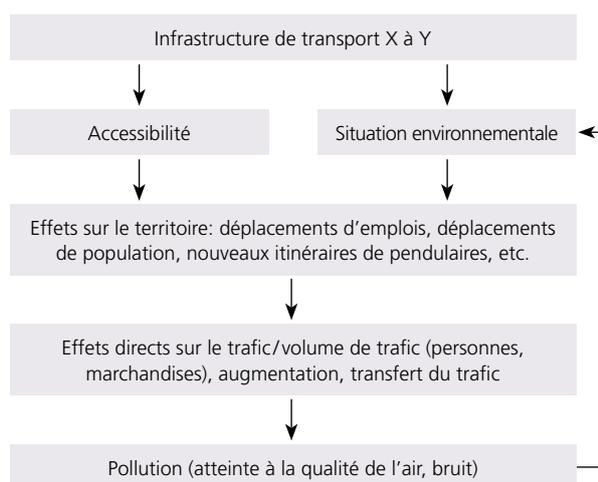 Infrastructure de transport X à Y
Accessibilité
Situation environnementale
Effets sur le territoire: déplacements d’emplois, déplacements
de population, nouveaux itinéraires de pendulaires, etc.
Effets directs sur le trafic/volume de trafic (personnes,
marchandises), augmentation, transfert du trafic
Pollution (atteinte à la qualité de l’air, bruit)